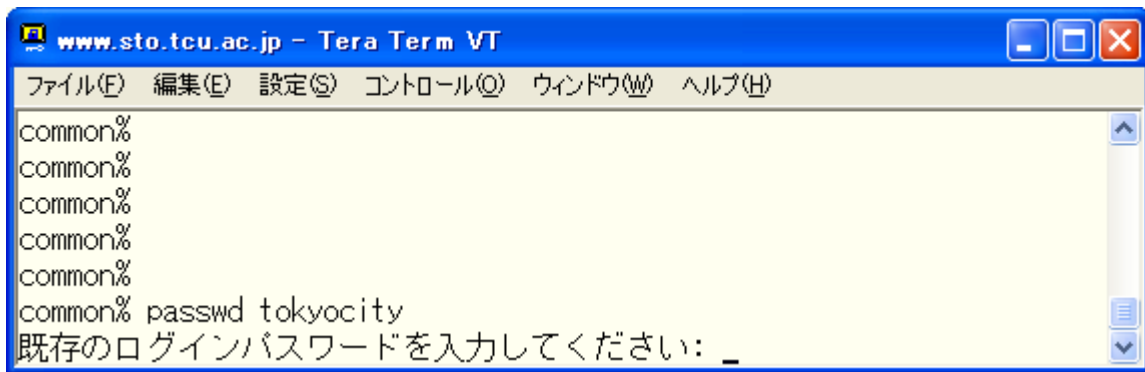 www.sto.tcu.ac.jp - Tera Term VT
ファイル(F) 編集(E) 設定(S) コントロール(O) ウィンドウ(W) ヘルプ(H)
common%
common%
common%
common%
common%
common% passwd tokyocity
既存のログインパスワードを入力してください: _